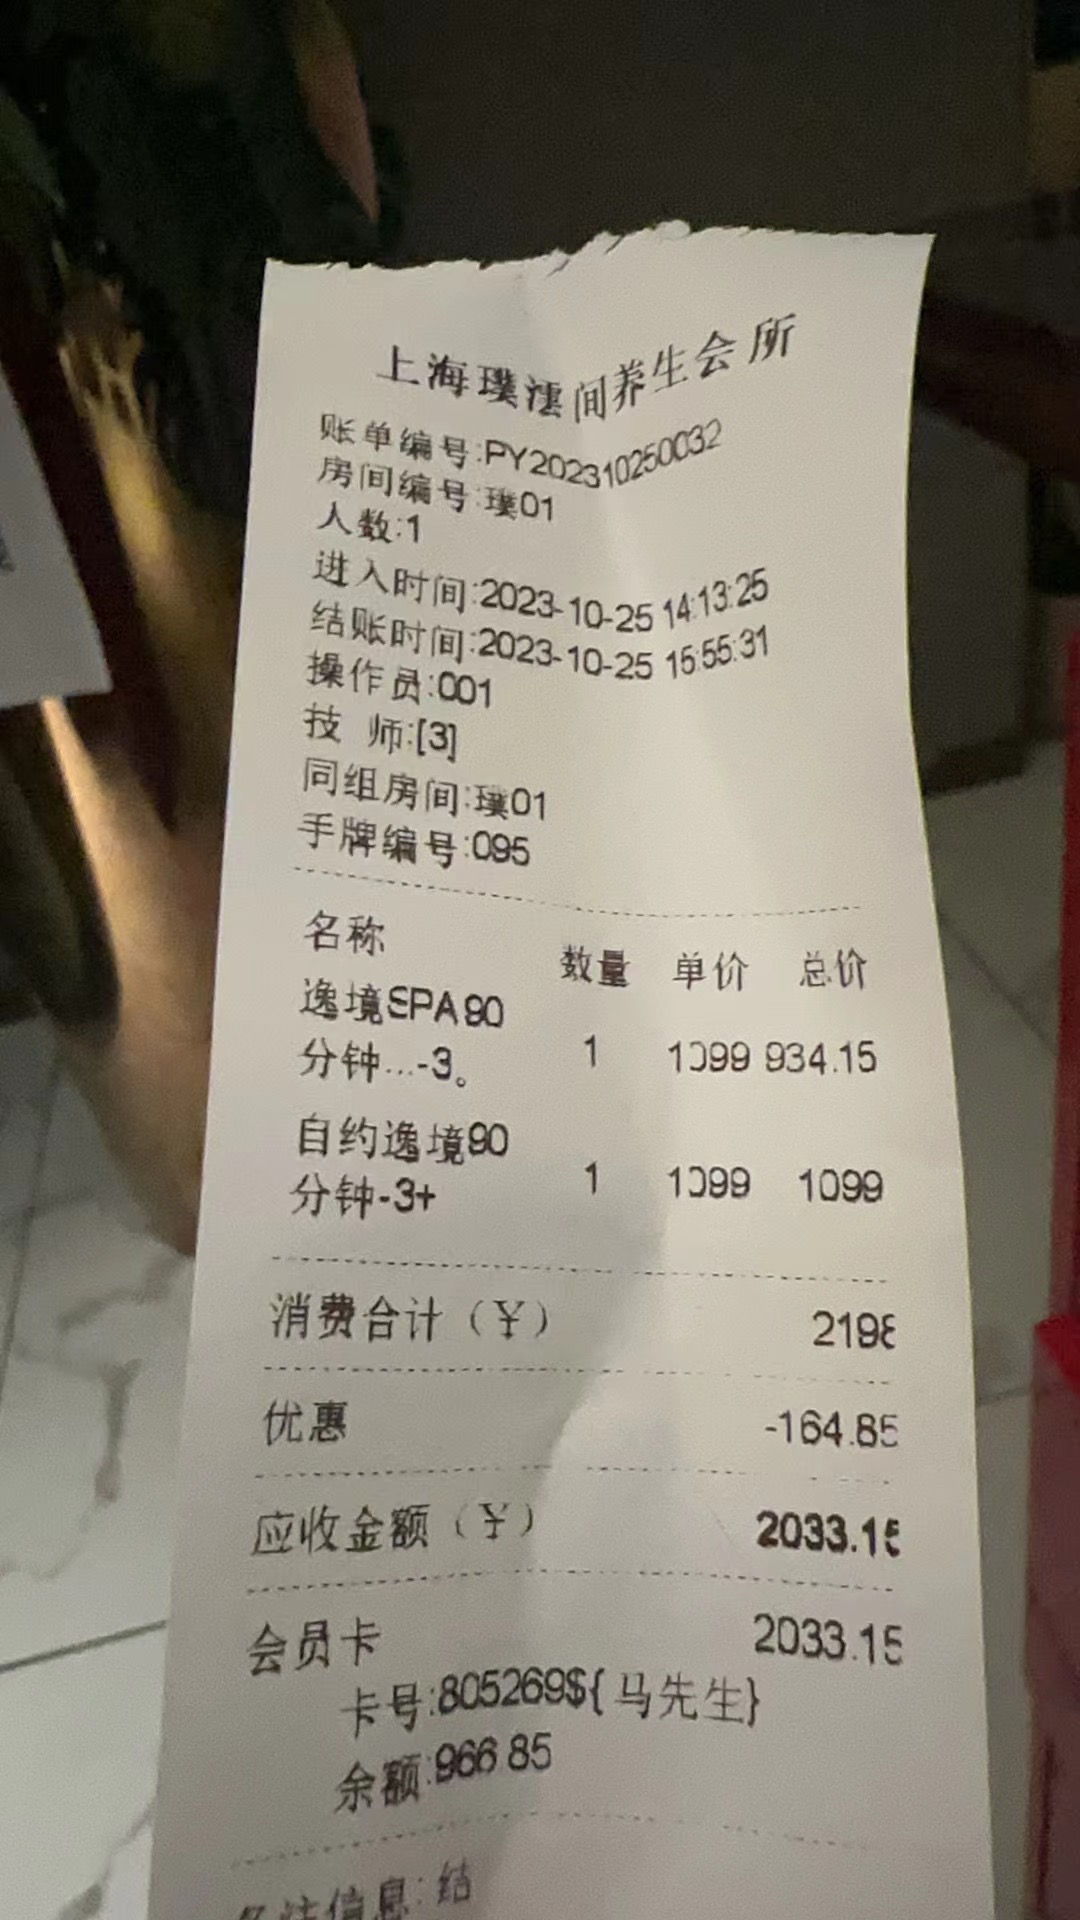 上海璞澐间养生会所
账单编号:PY202310250032
房间编号:璞01
人数:1
进入时间:2023-10-25 14:13:25
结账时间:2023-10-25 15:55:31
操作员:001
技 师:[3]
同组房间:璞01
手牌编号:095
名称 数量 单价 总价
逸境SPA90
分钟...-3。 1 1099 934.15
自约逸境90
分钟-3+ 1 1099 1099
消费合计（￥） 2198
优惠 -164.85
应收金额（￥） 2033.15
会员卡 2033.15
卡号:805269${马先生}
余额:966.85
备注信息:结